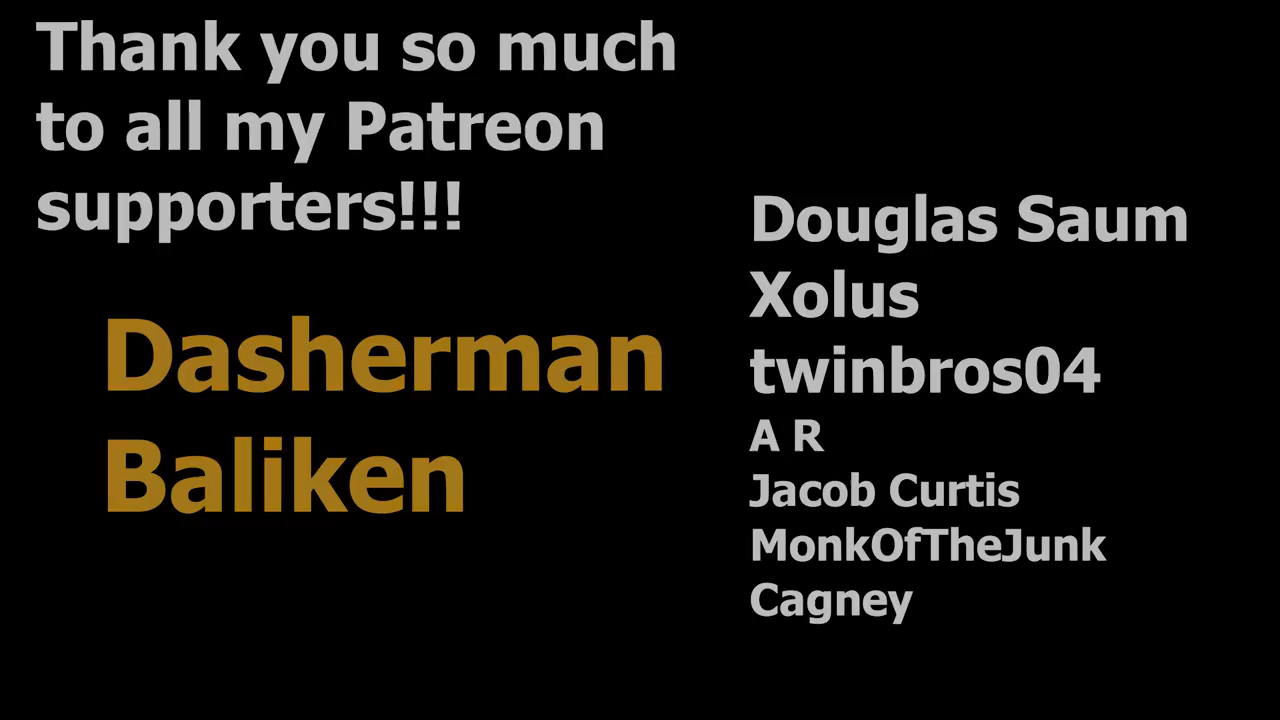 Thank you so much
to all my Patreon
supporters!!!
Dasherman
Baliken
Douglas Saum
Xolus
twinbros04
A R
Jacob Curtis
MonkOfTheJunk
Cagney